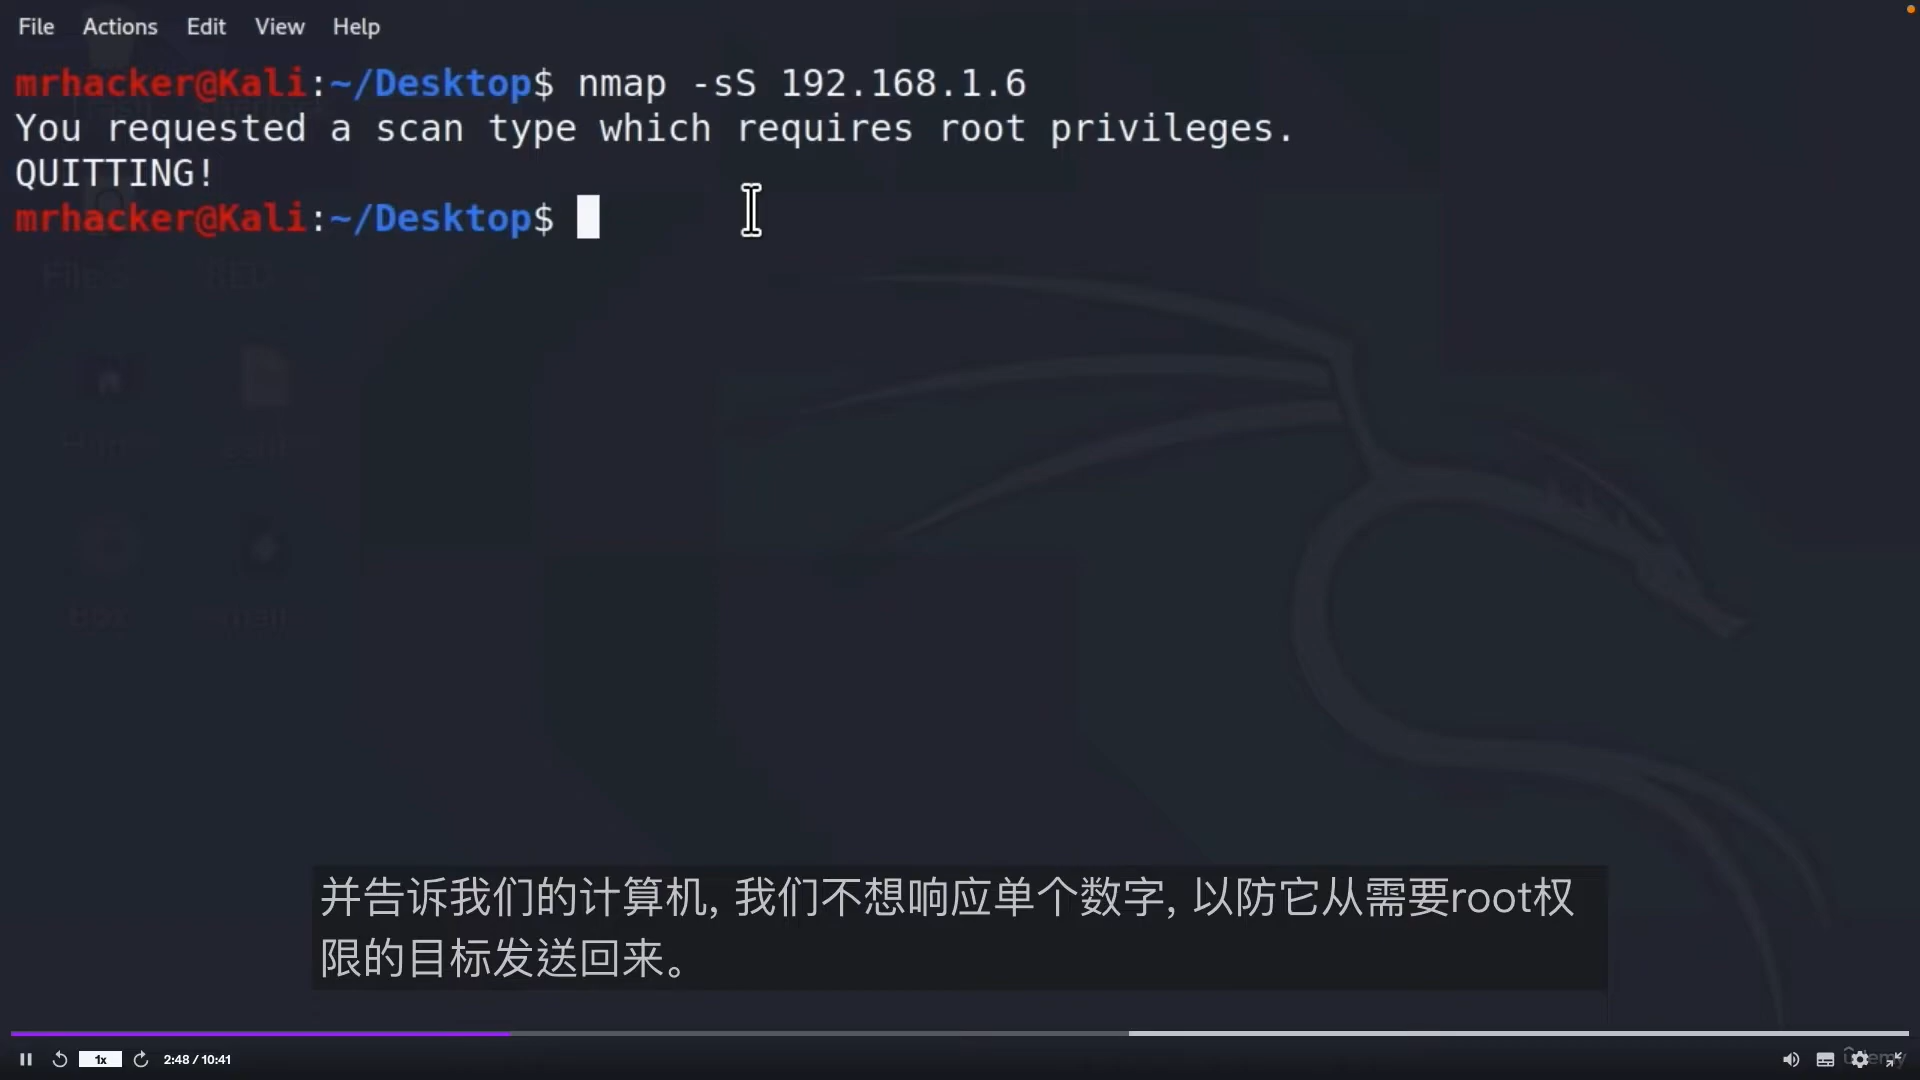 File Actions Edit View Help
mrhacker@Kali:~/Desktop$ nmap -sS 192.168.1.6
You requested a scan type which requires root privileges.
QUITTING!
mrhacker@Kali:~/Desktop$
并告诉我们的计算机, 我们不想响应单个数字, 以防它从需要root权
限的目标发送回来。
1x 2:48 / 10:41
Udemy